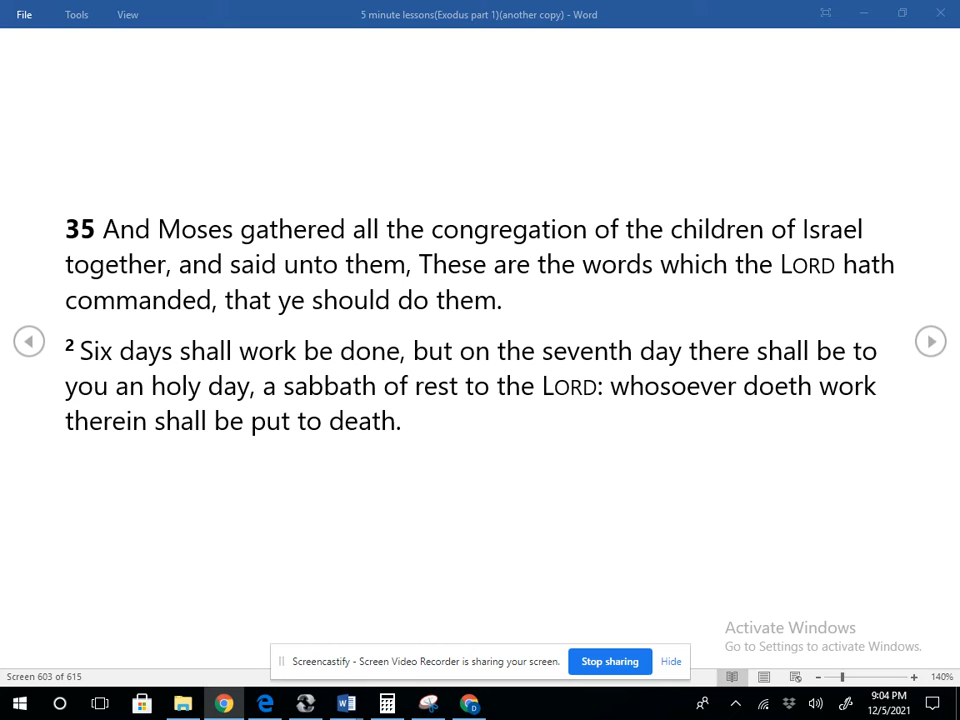 File Tools View 5 minute lessons(Exodus part 1)(another copy) - Word
35 And Moses gathered all the congregation of the children of Israel
together, and said unto them, These are the words which the LORD hath
commanded, that ye should do them.
2 Six days shall work be done, but on the seventh day there shall be to
you an holy day, a sabbath of rest to the LORD: whosoever doeth work
therein shall be put to death.
Activate Windows
Go to Settings to activate Windows.
Screencastify - Screen Video Recorder is sharing your screen. Stop sharing Hide
Screen 603 of 615 140%
9:04 PM
12/5/2021